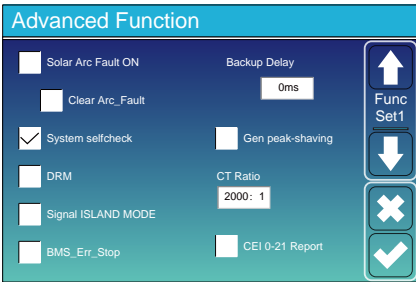 Advanced Function
Solar Arc Fault ON
Backup Delay
0ms
Clear Arc_Fault
System selfcheck
Gen peak-shaving
DRM
CT Ratio
2000: 1
Signal ISLAND MODE
BMS_Err_Stop
CEI 0-21 Report
Func
Set1